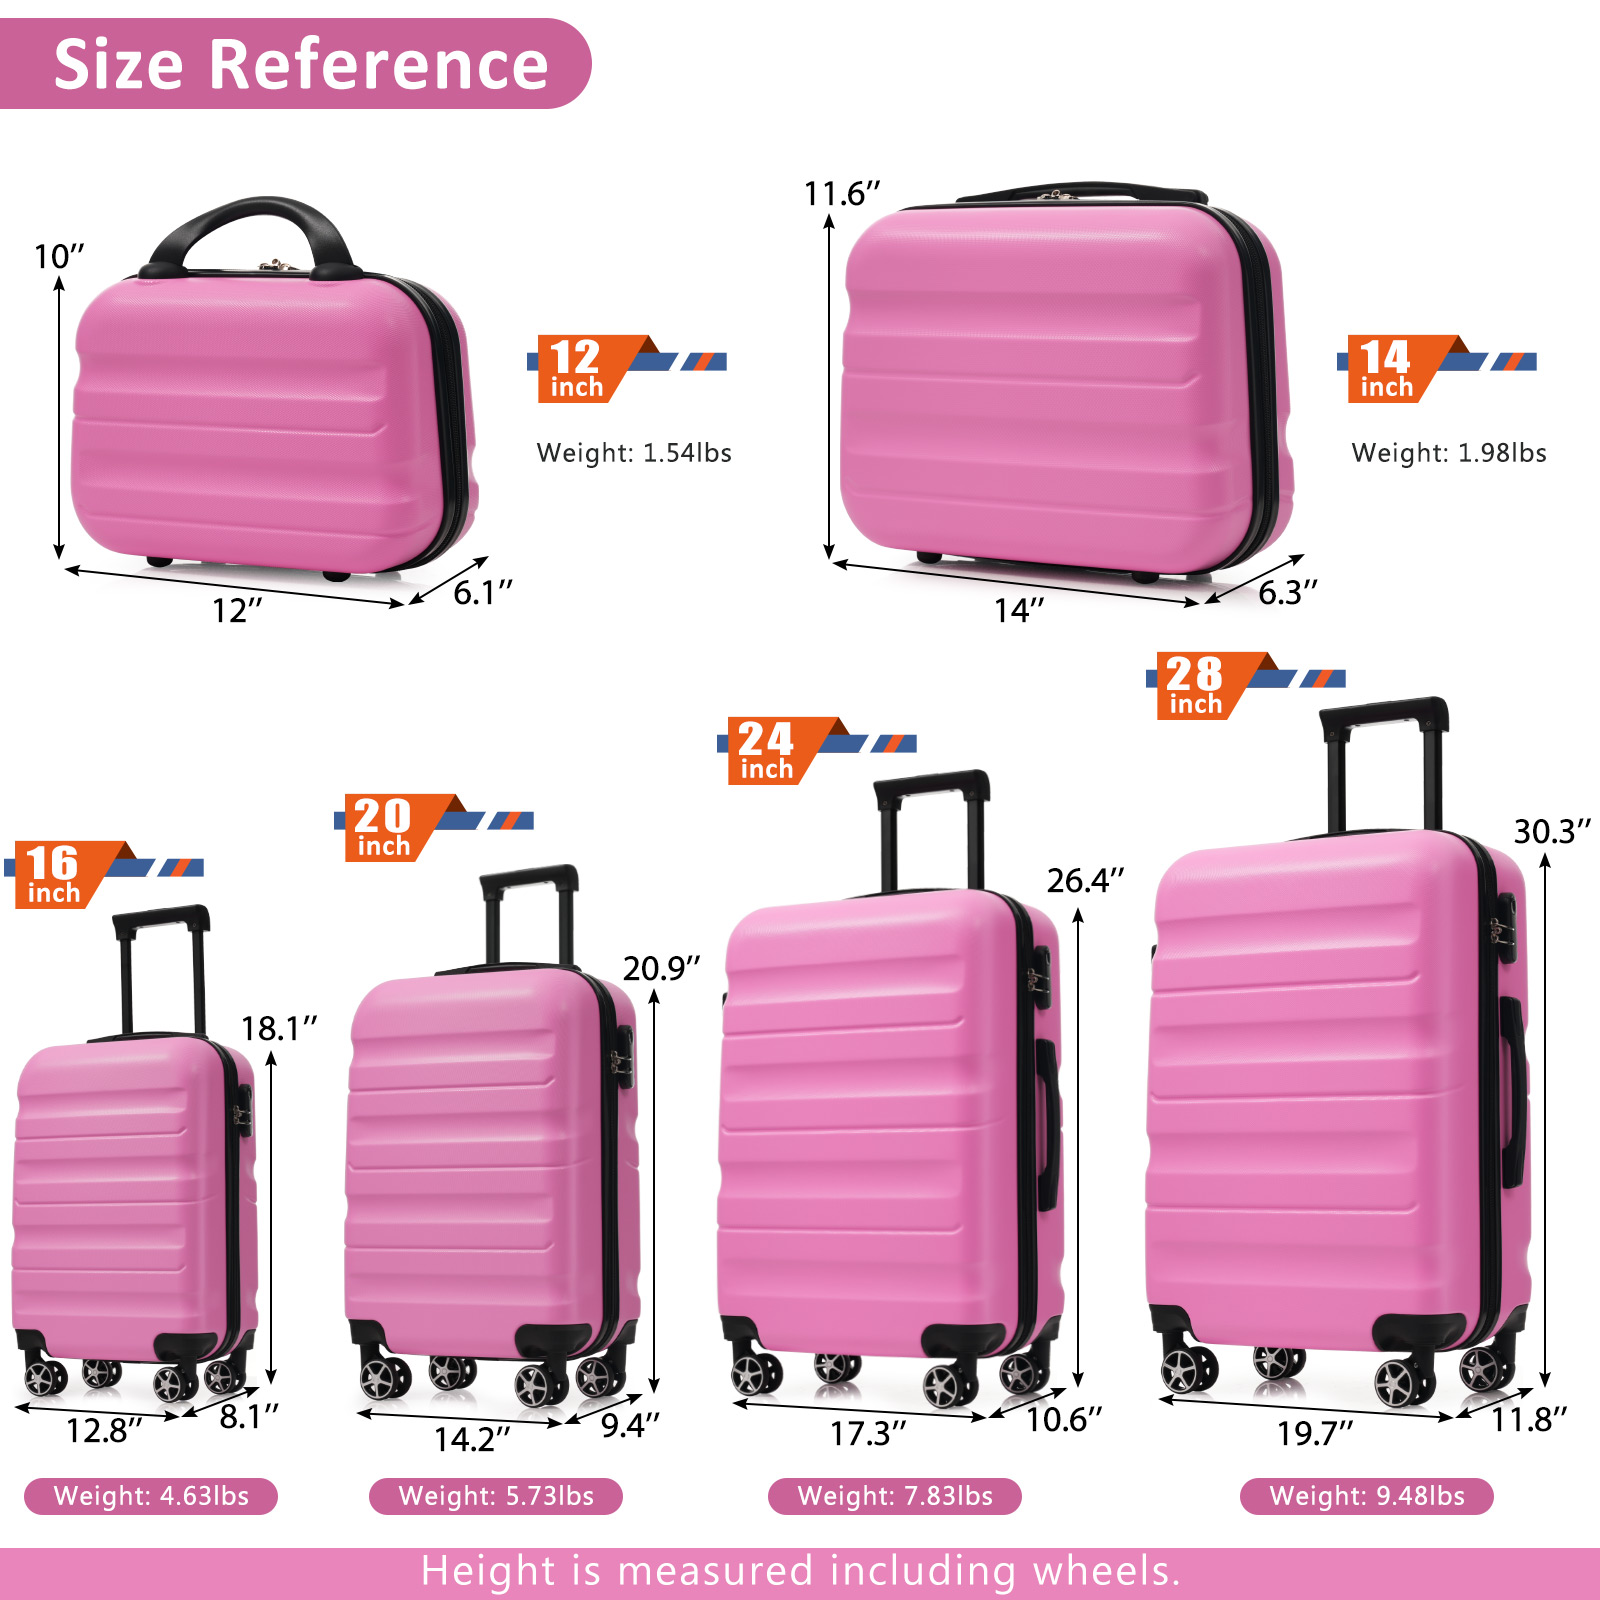 Size Reference
10’’
12’’
6.1’’
12
inch
Weight: 1.54lbs
11.6’’
14’’
6.3’’
14
inch
Weight: 1.98lbs
16
inch
18.1’’
12.8’’
8.1’’
Weight: 4.63lbs
20
inch
20.9’’
14.2’’
9.4’’
Weight: 5.73lbs
24
inch
26.4’’
17.3’’
10.6’’
Weight: 7.83lbs
28
inch
30.3’’
19.7’’
11.8’’
Weight: 9.48lbs
Height is measured including wheels.